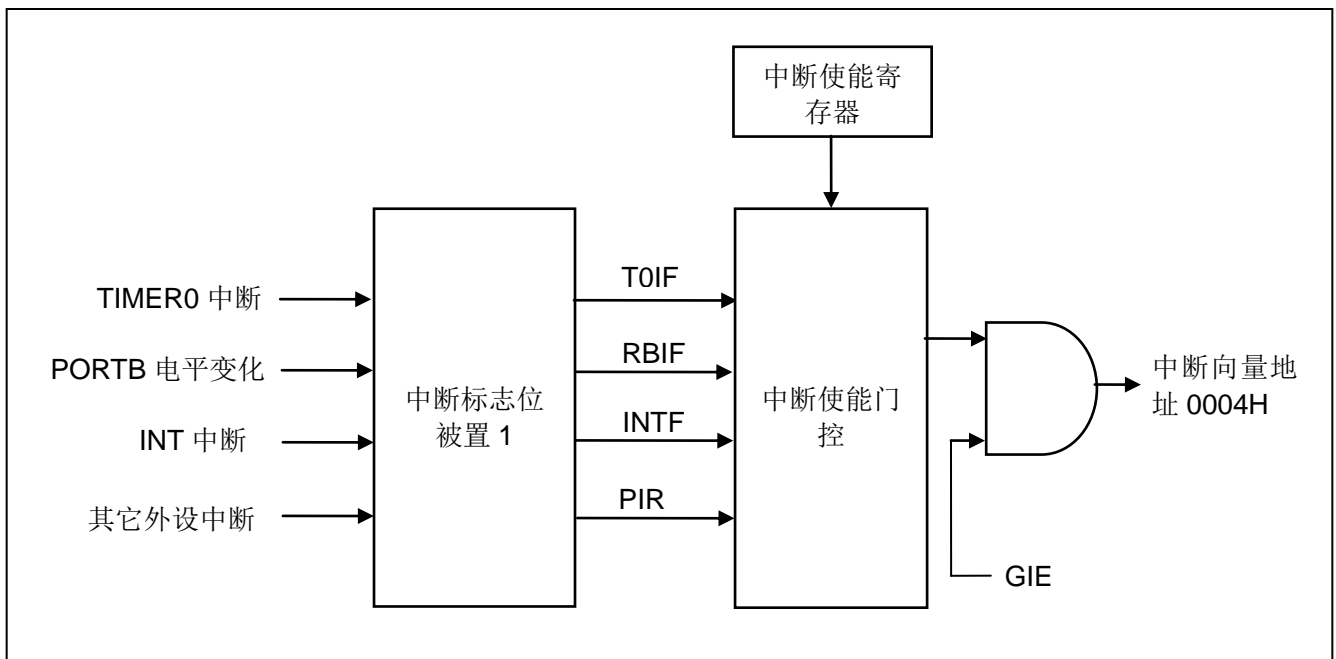 中断使能寄
存器
TIMER0 中断
PORTB 电平变化
INT 中断
其它外设中断
中断标志位
被置 1
T0IF
RBIF
INTF
PIR
中断使能门
控
中断向量地
址 0004H
GIE